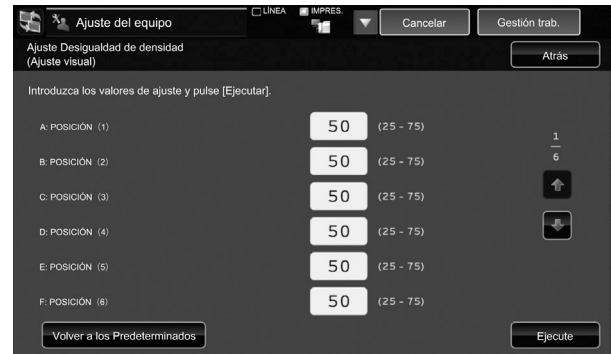 Ajuste del equipo
LÍNEA
IMPRES.
Cancelar
Gestión trab.
Ajuste Desigualdad de densidad
(Ajuste visual)
Atrás
Introduzca los valores de ajuste y pulse [Ejecutar].
A: POSICIÓN (1) 50 (25 - 75)
B: POSICIÓN (2) 50 (25 - 75)
C: POSICIÓN (3) 50 (25 - 75)
D: POSICIÓN (4) 50 (25 - 75)
E: POSICIÓN (5) 50 (25 - 75)
F: POSICIÓN (6) 50 (25 - 75)
1
6
Volver a los Predeterminados
Ejecute